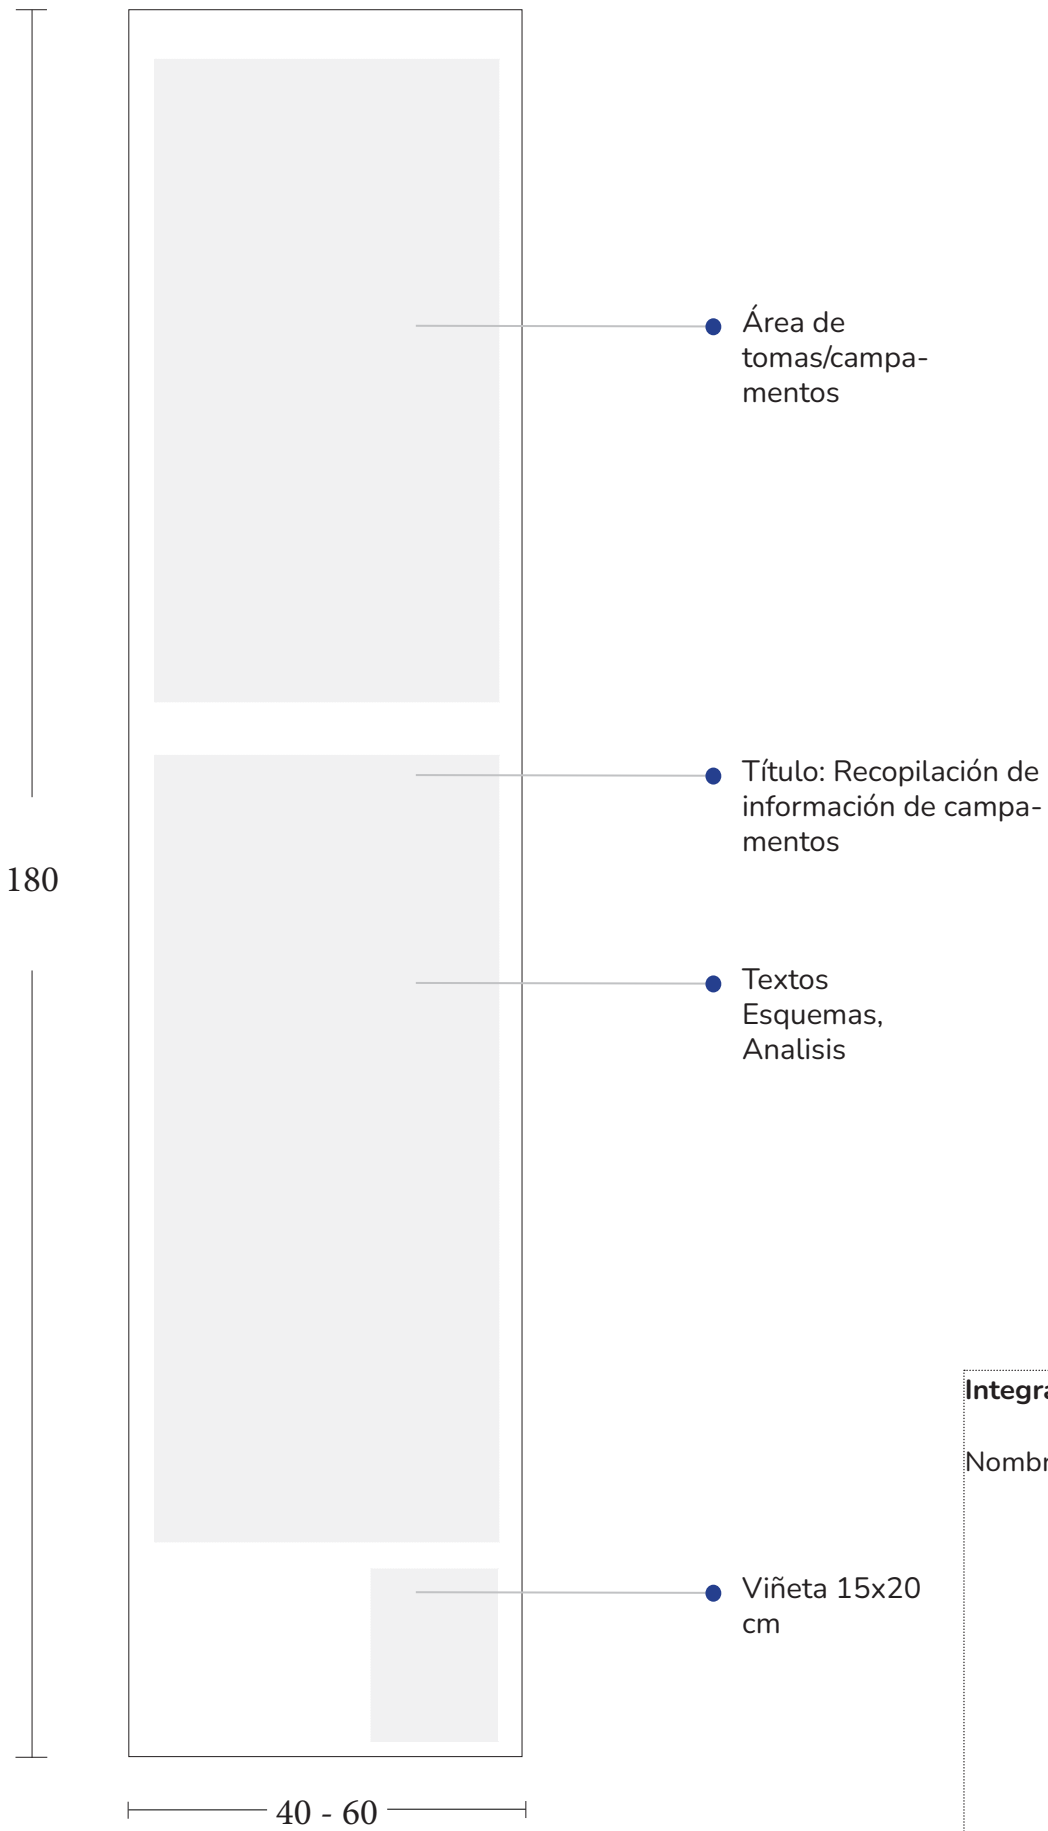 Área de
tomas/campa-
mentos
Título: Recopilación de
información de campa-
mentos
180
Textos
Esquemas,
Analisis
Viñeta 15x20
cm
40 - 60